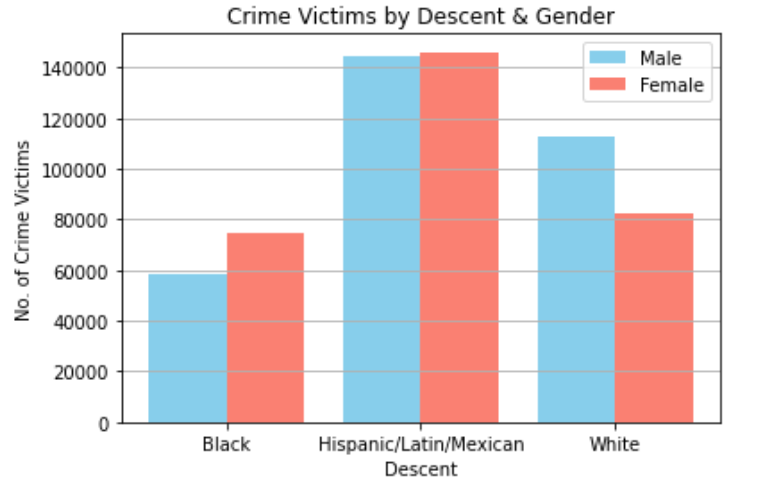 Crime Victims by Descent & Gender
Male
Female
No. of Crime Victims
140000
120000
100000
80000
60000
40000
20000
0
Black Hispanic/Latin/Mexican White
Descent